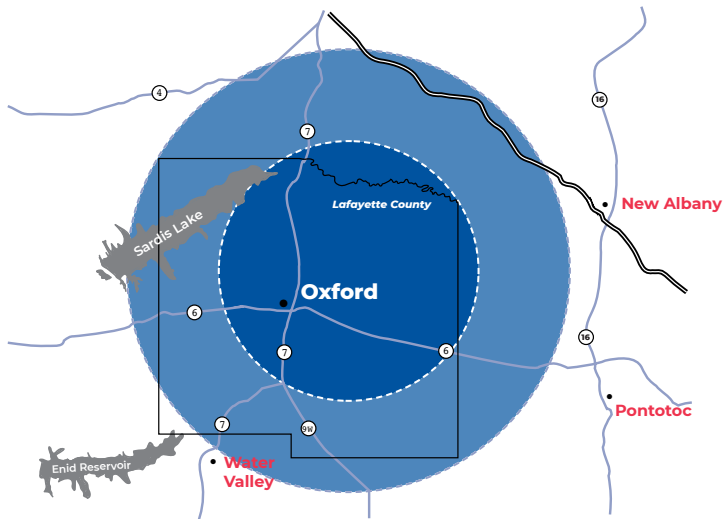 4
16
7
Lafayette County
New Albany
Sardis Lake
Oxford
6
16
7
6
Pontotoc
7
9W
Enid Reservoir
Water
Valley